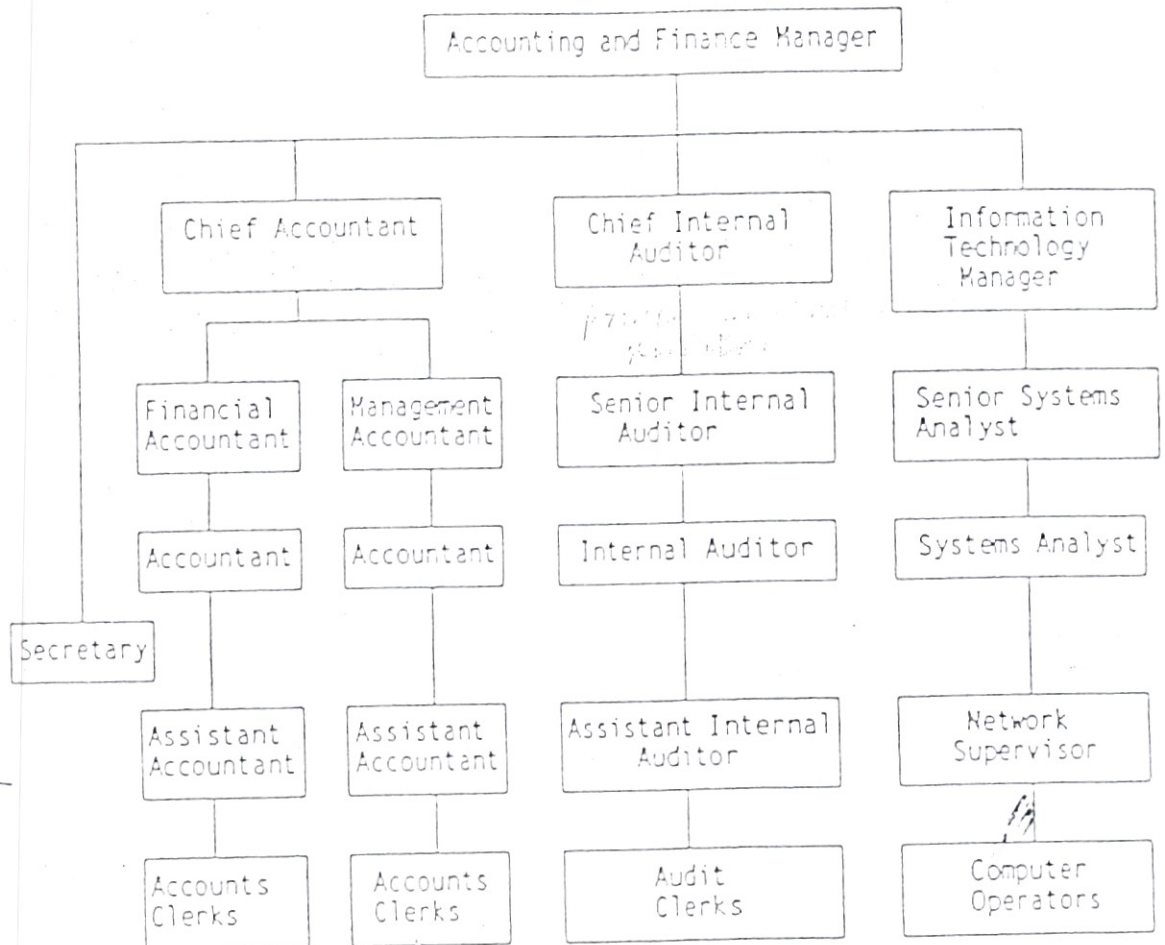 Accounting and Finance Manager
Chief Accountant
Chief Internal
Auditor
Information
Technology
Manager
Financial
Accountant
Management
Accountant
Senior Internal
Auditor
Senior Systems
Analyst
Accountant
Accountant
Internal Auditor
Systems Analyst
Secretary
Assistant
Accountant
Assistant
Accountant
Assistant Internal
Auditor
Network
Supervisor
Accounts
Clerks
Accounts
Clerks
Audit
Clerks
Computer
Operators